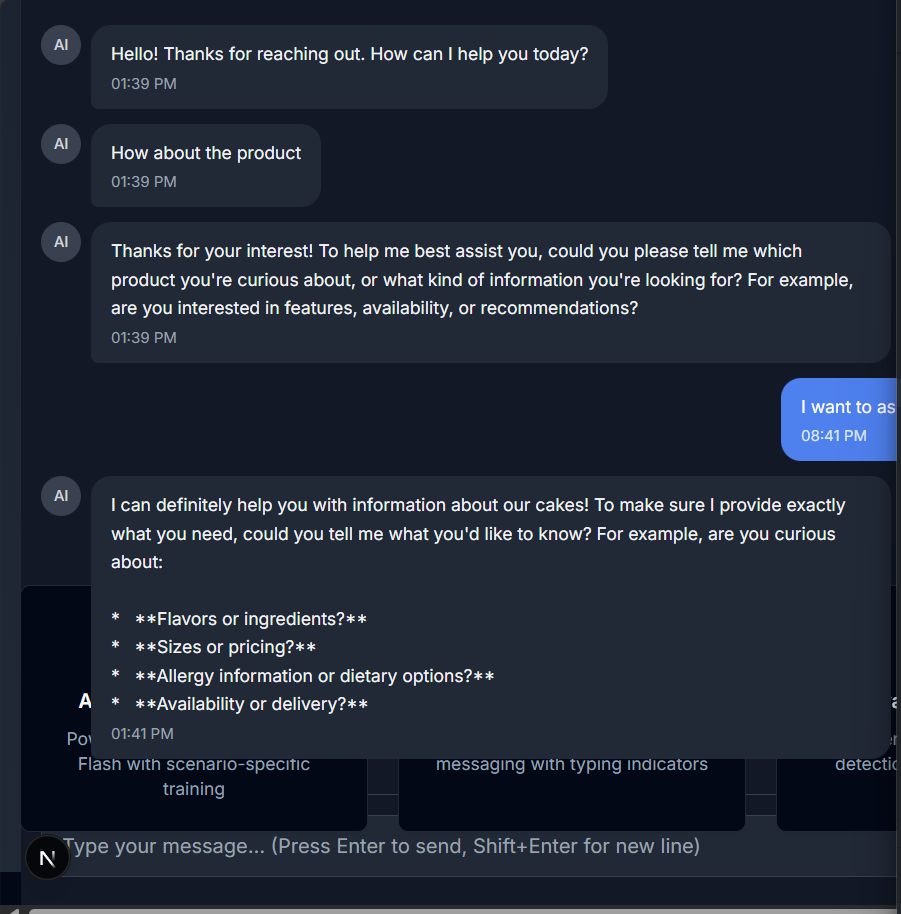 AI
Hello! Thanks for reaching out. How can I help you today?
01:39 PM
AI
How about the product
01:39 PM
AI
Thanks for your interest! To help me best assist you, could you please tell me which
product you're curious about, or what kind of information you're looking for? For example,
are you interested in features, availability, or recommendations?
01:39 PM
I want to as
08:41 PM
AI
I can definitely help you with information about our cakes! To make sure I provide exactly
what you need, could you tell me what you'd like to know? For example, are you curious
about:
* **Flavors or ingredients?**
* **Sizes or pricing?**
* **Allergy information or dietary options?**
* **Availability or delivery?**
01:41 PM
Flash with scenario-specific
training
messaging with typing indicators
Type your message... (Press Enter to send, Shift+Enter for new line)
N